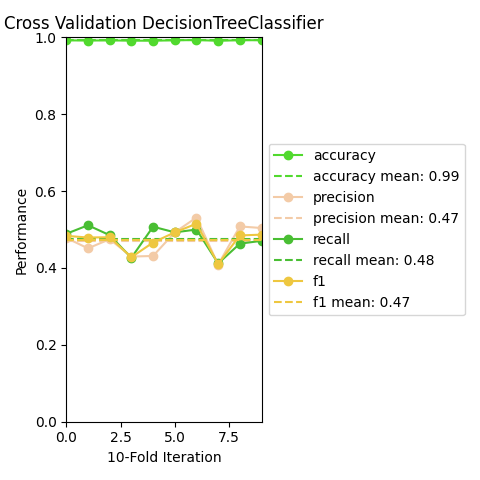 Cross Validation DecisionTreeClassifier
1.0
0.8
0.6
0.4
0.2
0.0
Performance
0.0 2.5 5.0 7.5
10-Fold Iteration
accuracy
accuracy mean: 0.99
precision
precision mean: 0.47
recall
recall mean: 0.48
f1
f1 mean: 0.47